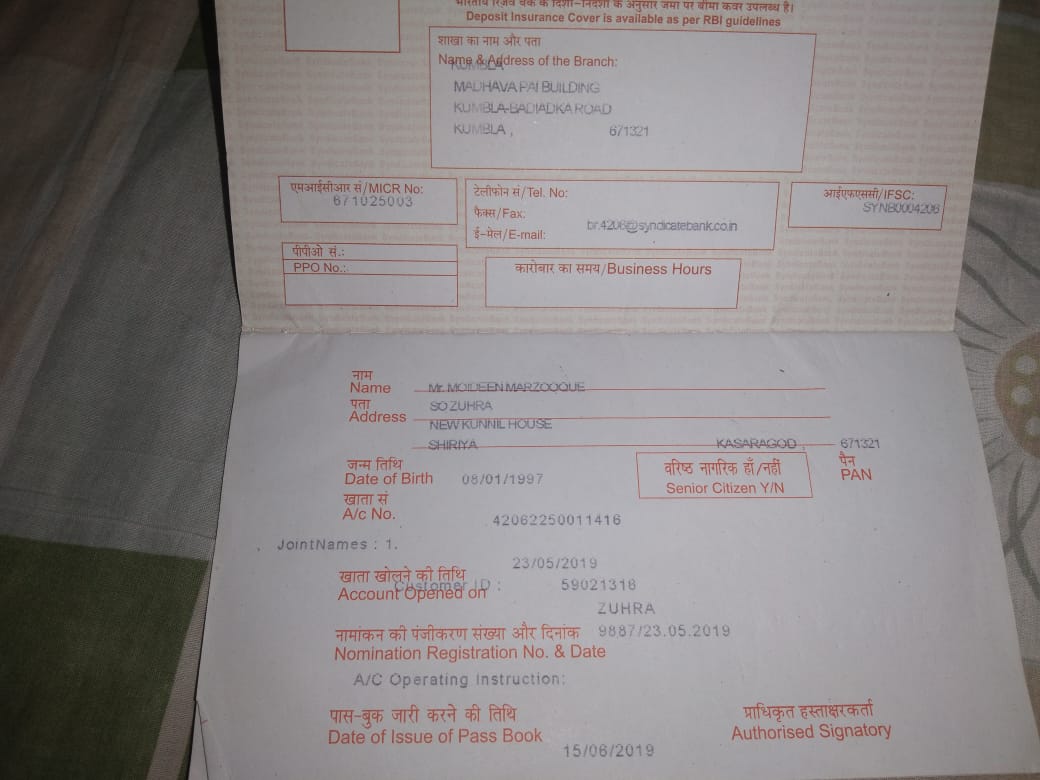 भारतीय रिज़र्व बैंक के दिशा-निर्देशों के अनुसार जमा पर बीमा कवर उपलब्ध है।
Deposit Insurance Cover is available as per RBI guidelines
शाखा का नाम और पता
Name & Address of the Branch:
KUMBLA
MADHAVA PAI BUILDING
KUMBLA-BADIADKA ROAD
KUMBLA , 671321
एमआईसीआर सं/MICR No:
671025003
टेलीफोन सं/Tel. No:
फैक्स/Fax:
ई-मेल/E-mail: br.4206@syndicatebank.co.in
आईएफएससी/IFSC:
SYNB0004206
पीपीओ सं.:
PPO No.:
कारोबार का समय/Business Hours
नाम
Name Mr. MOIDEEN MARZOOQUE
पता SO ZUHRA
Address
NEW KUNNIL HOUSE
SHIRIYA KASARAGOD , 671321
जन्म तिथि
Date of Birth 08/01/1997
वरिष्ठ नागरिक हाँ/नहीं
Senior Citizen Y/N
पैन
PAN
खाता सं
A/c No. 42062250011416
JointNames : 1.
23/05/2019
खाता खोलने की तिथि
Customer ID : 59021316
Account Opened on
ZUHRA
नामांकन की पंजीकरण संख्या और दिनांक 9887/23.05.2019
Nomination Registration No. & Date
A/C Operating Instruction:
पास-बुक जारी करने की तिथि
Date of Issue of Pass Book 15/06/2019
प्राधिकृत हस्ताक्षरकर्ता
Authorised Signatory